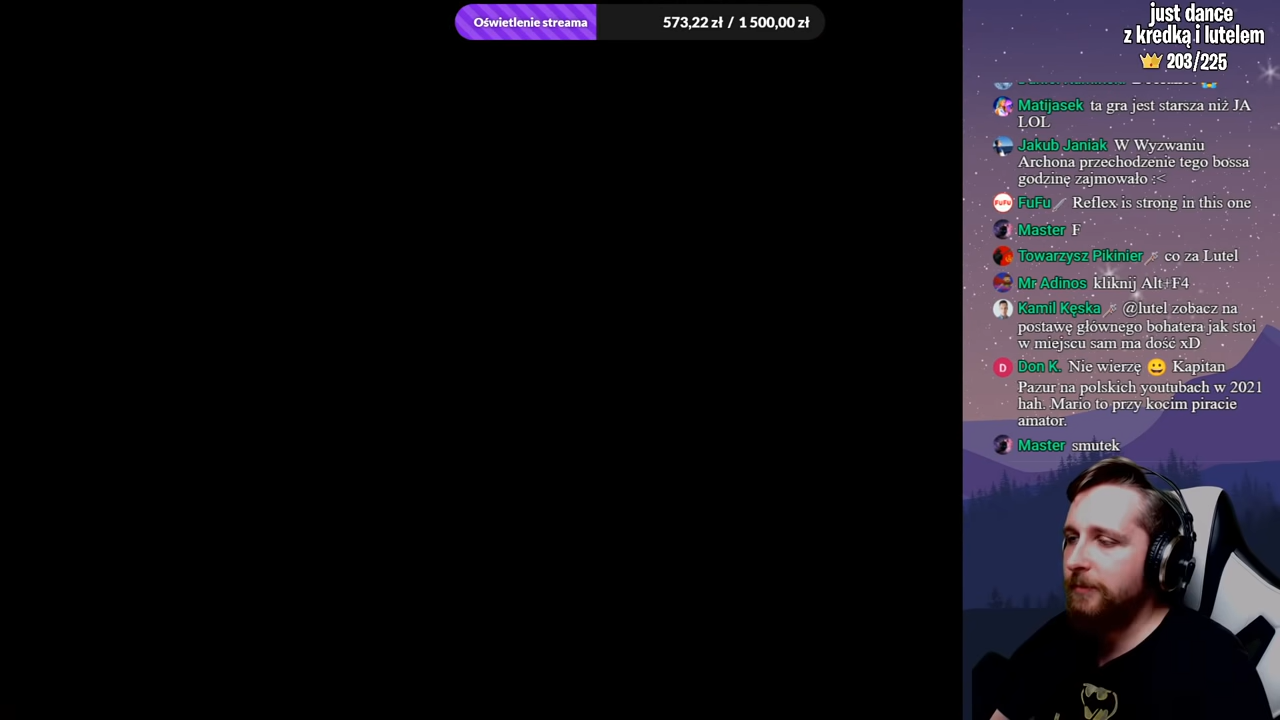 Oświetlenie streama
573,22 zł / 1 500,00 zł
just dance
z kredką i lutelem
203/225
Matijasek ta gra jest starsza niż JA
LOL
Jakub Janiak W Wyzwaniu
Archona przechodzenie tego bossa
godzinę zajmowało :<
FuFu Reflex is strong in this one
Master F
Towarzysz Pikinier co za Lutel
Mr Adinos kliknij Alt+F4
Kamil Kęska @lutel zobacz na
postawę głównego bohatera jak stoi
w miejscu sam ma dość xD
D Don K. Nie wierzę 😀 Kapitan
Pazur na polskich youtubach w 2021
hah. Mario to przy kocim piracie
amator.
Master smutek